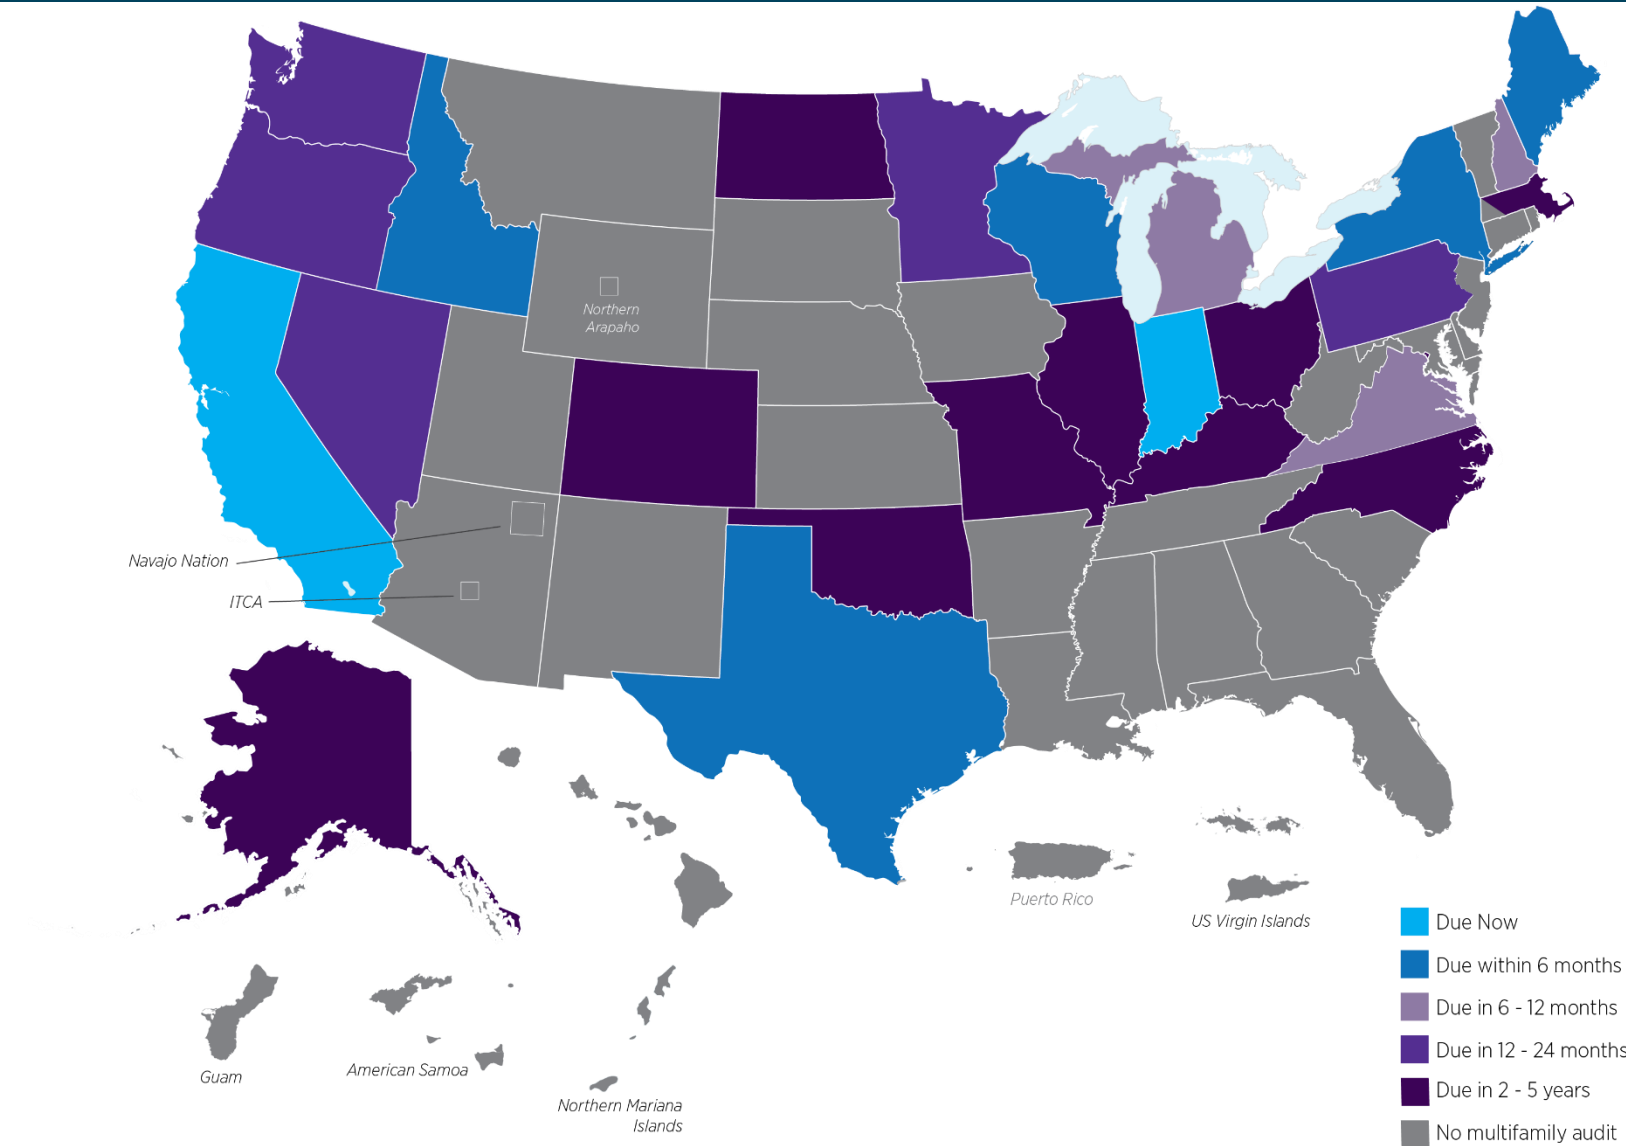 Northern
Arapaho
Navajo Nation
ITCA
Puerto Rico
US Virgin Islands
Guam
American Samoa
Northern Mariana
Islands
Due Now
Due within 6 months
Due in 6 - 12 months
Due in 12 - 24 months
Due in 2 - 5 years
No multifamily audit